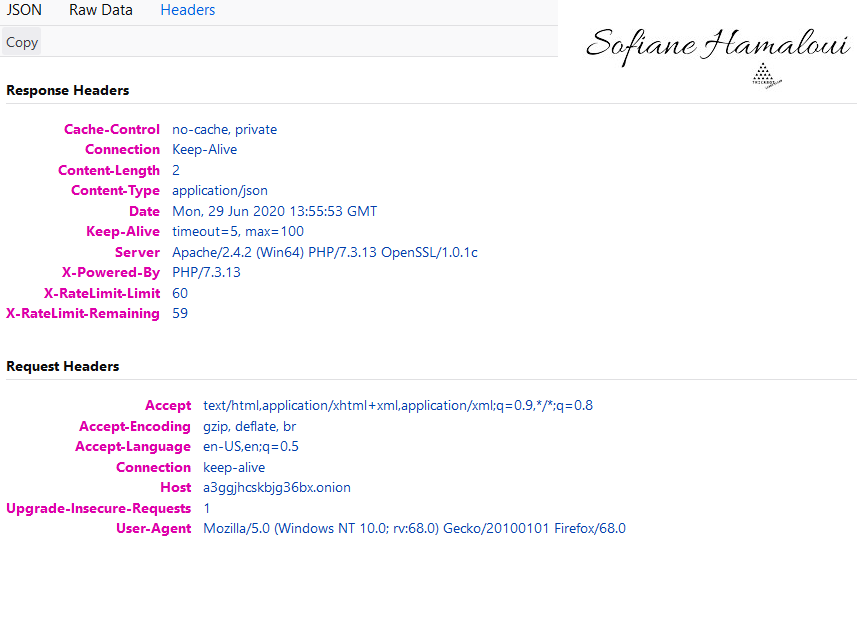 JSON Raw Data Headers
Copy
Sofiane Hamaloui
Response Headers
Cache-Control no-cache, private
Connection Keep-Alive
Content-Length 2
Content-Type application/json
Date Mon, 29 Jun 2020 13:55:53 GMT
Keep-Alive timeout=5, max=100
Server Apache/2.4.2 (Win64) PHP/7.3.13 OpenSSL/1.0.1c
X-Powered-By PHP/7.3.13
X-RateLimit-Limit 60
X-RateLimit-Remaining 59
Request Headers
Accept text/html,application/xhtml+xml,application/xml;q=0.9,*/*;q=0.8
Accept-Encoding gzip, deflate, br
Accept-Language en-US,en;q=0.5
Connection keep-alive
Host a3ggjhcskbjg36bx.onion
Upgrade-Insecure-Requests 1
User-Agent Mozilla/5.0 (Windows NT 10.0; rv:68.0) Gecko/20100101 Firefox/68.0